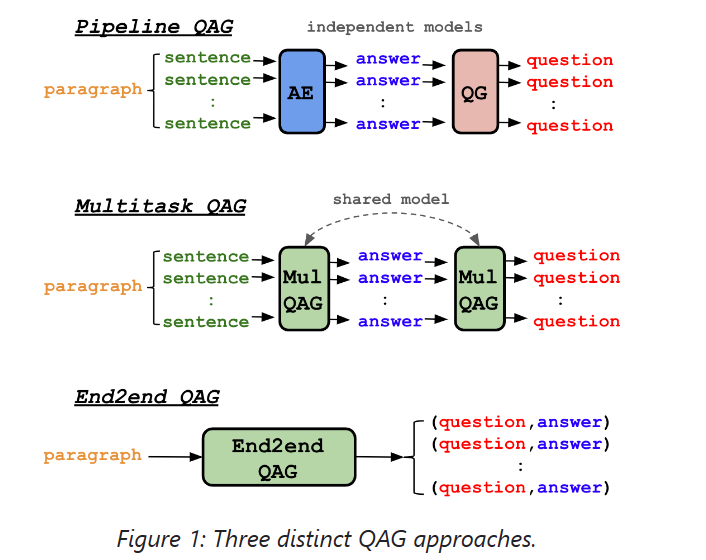 Pipeline QAG
independent models
paragraph
sentence
sentence
:
sentence
AE
answer
answer
:
answer
QG
question
question
:
question
Multitask QAG
shared model
paragraph
sentence
sentence
:
sentence
Mul
QAG
answer
answer
:
answer
Mul
QAG
question
question
:
question
End2end QAG
paragraph
End2end
QAG
(question,answer)
(question,answer)
:
(question,answer)
Figure 1: Three distinct QAG approaches.